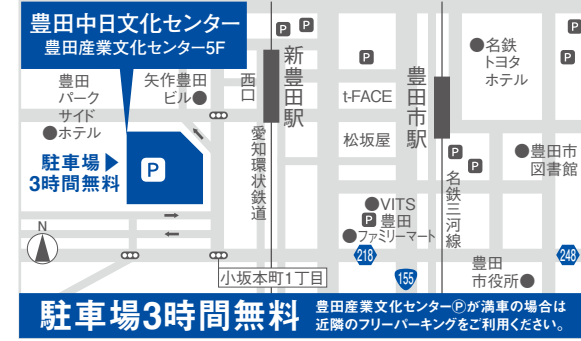 豊田中日文化センター
豊田産業文化センター5F
豊田
パーク
サイド
●ホテル
矢作豊田
ビル●
西口
新豊田駅
愛知環状鉄道
P
P
P
t-FACE
松坂屋
豊田市駅
名鉄三河線
●名鉄
トヨタ
ホテル
P
P
P
●豊田市
図書館
駐車場▶
3時間無料
P
●VITS
P豊田
●ファミリーマート
N
218
155
248
小坂本町1丁目
豊田
市役所●
駐車場3時間無料
豊田産業文化センターⓅが満車の場合は
近隣のフリーパーキングをご利用ください。